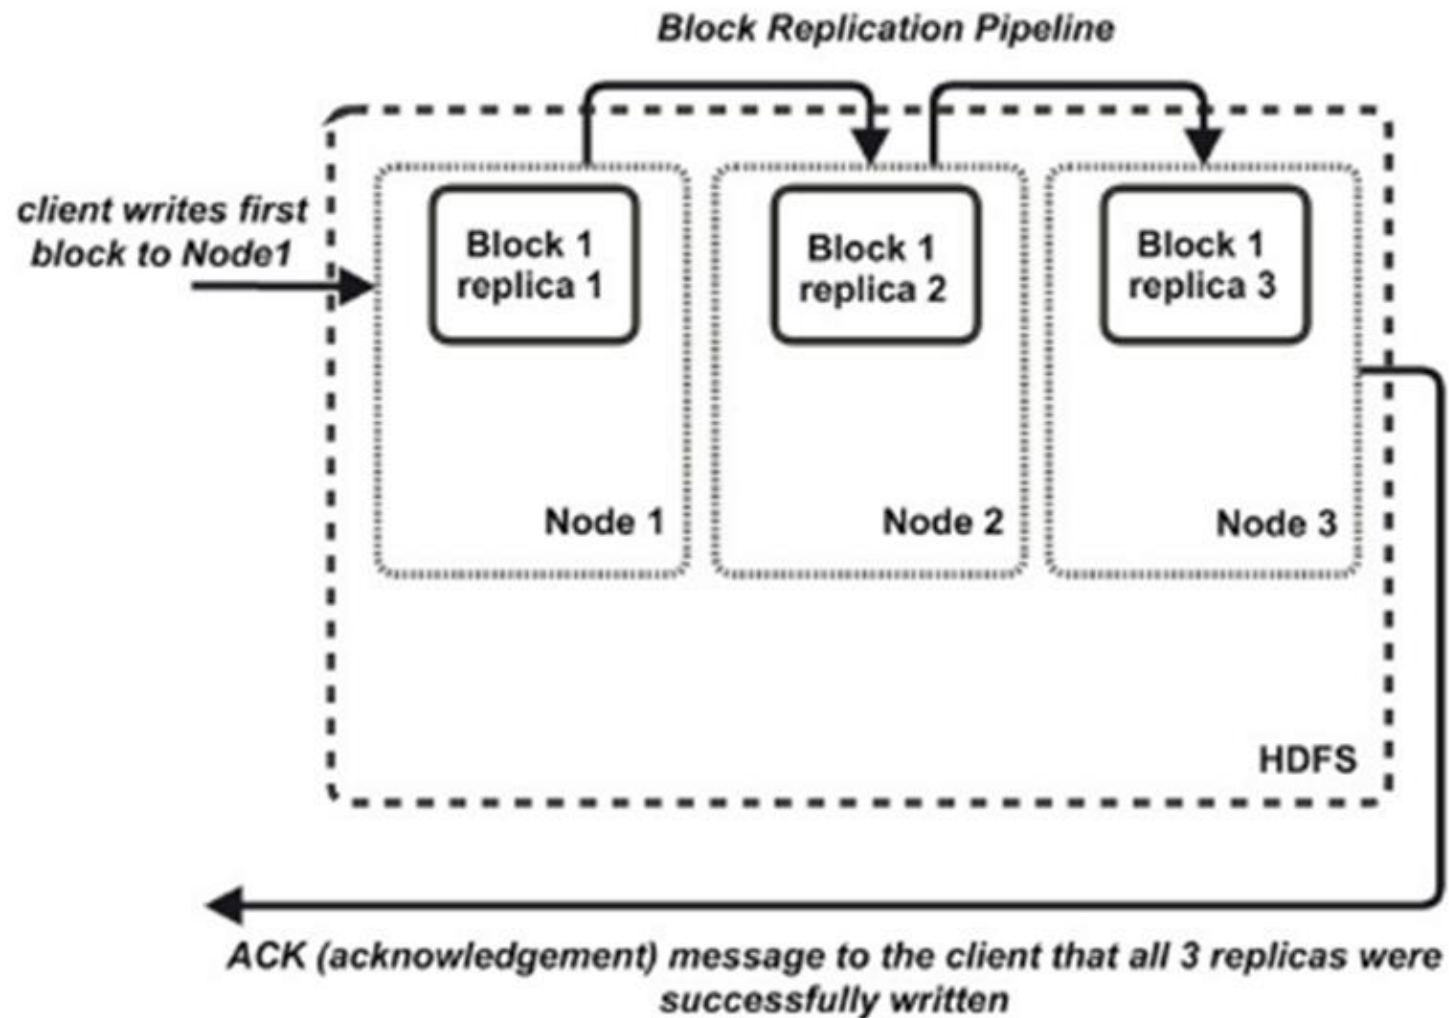 Block Replication Pipeline
client writes first
block to Node1
Block 1
replica 1
Block 1
replica 2
Block 1
replica 3
Node 1
Node 2
Node 3
HDFS
ACK (acknowledgement) message to the client that all 3 replicas were
successfully written